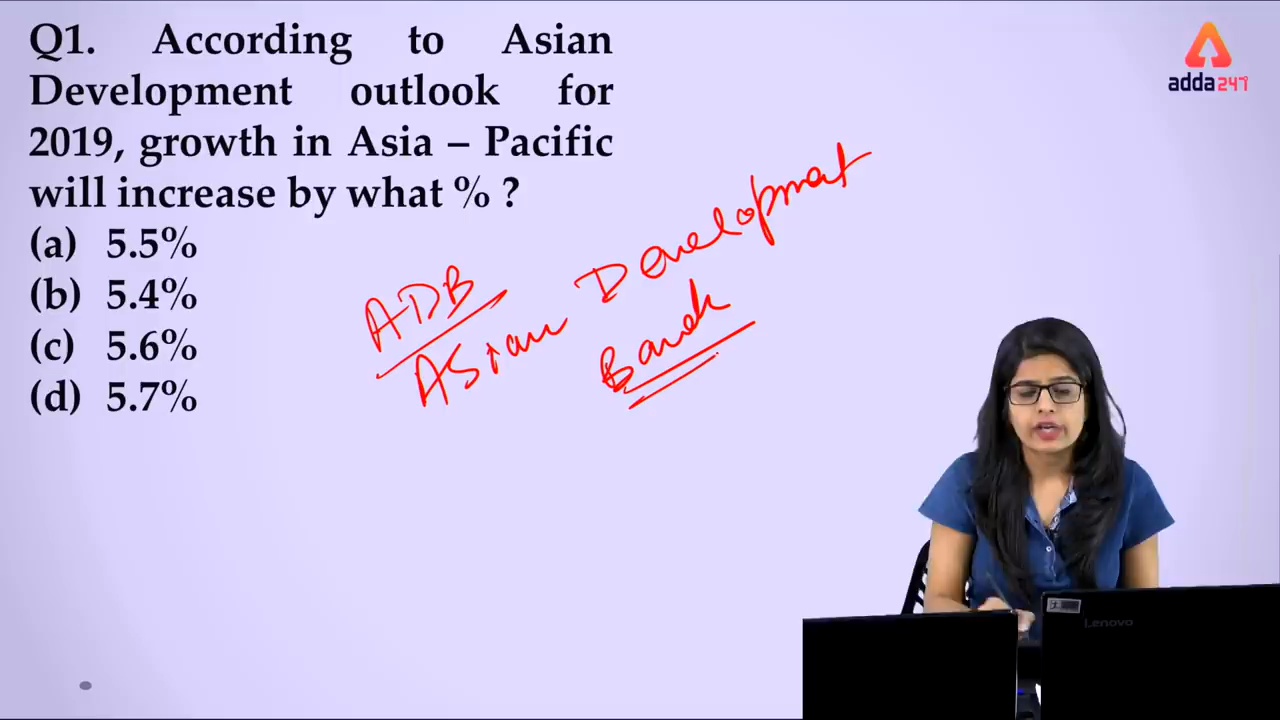 Q1. According to Asian
Development outlook for
2019, growth in Asia – Pacific
will increase by what % ?
(a) 5.5%
(b) 5.4%
(c) 5.6%
(d) 5.7%
ADB
Asian Development
Bank
adda247
Lenovo